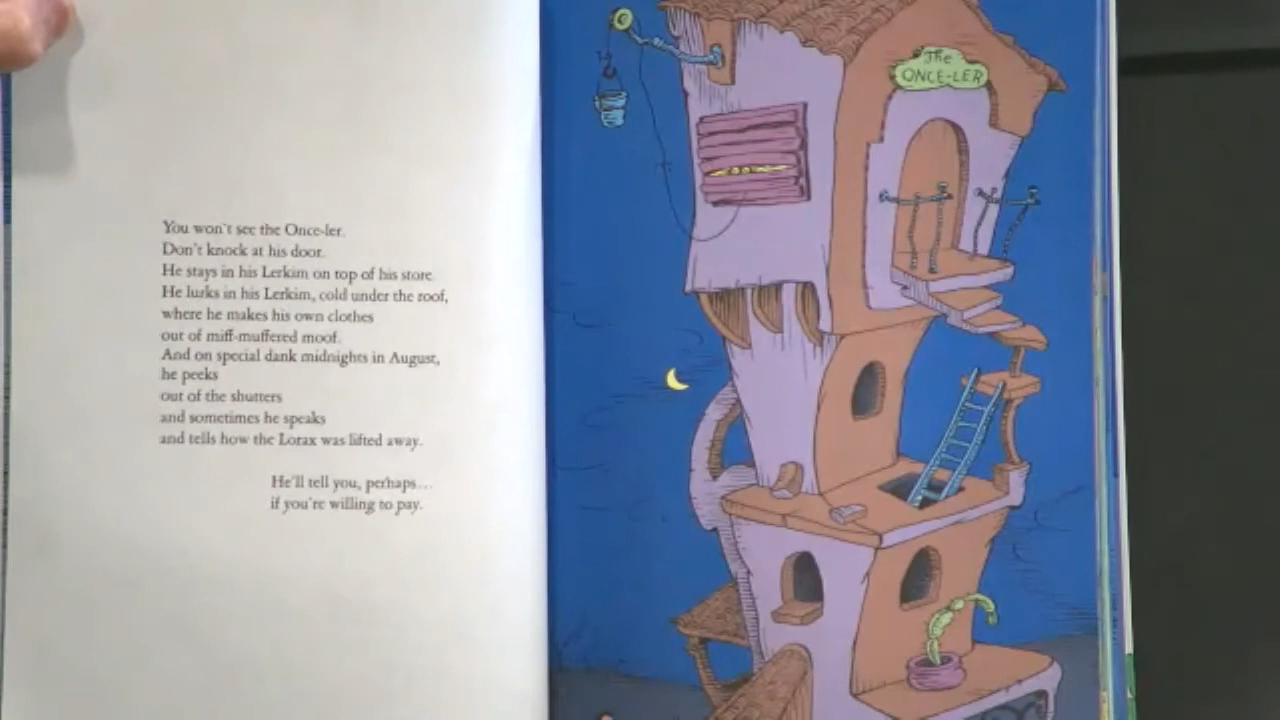 You won't see the Once-ler.
Don't knock at his door.
He stays in his Lerkim on top of his store.
He lurks in his Lerkim, cold under the roof,
where he makes his own clothes
out of miff-muffered moof.
And on special dank midnights in August,
he peeks
out of the shutters
and sometimes he speaks
and tells how the Lorax was lifted away.
He'll tell you, perhaps...
if you're willing to pay.
The
ONCE-LER